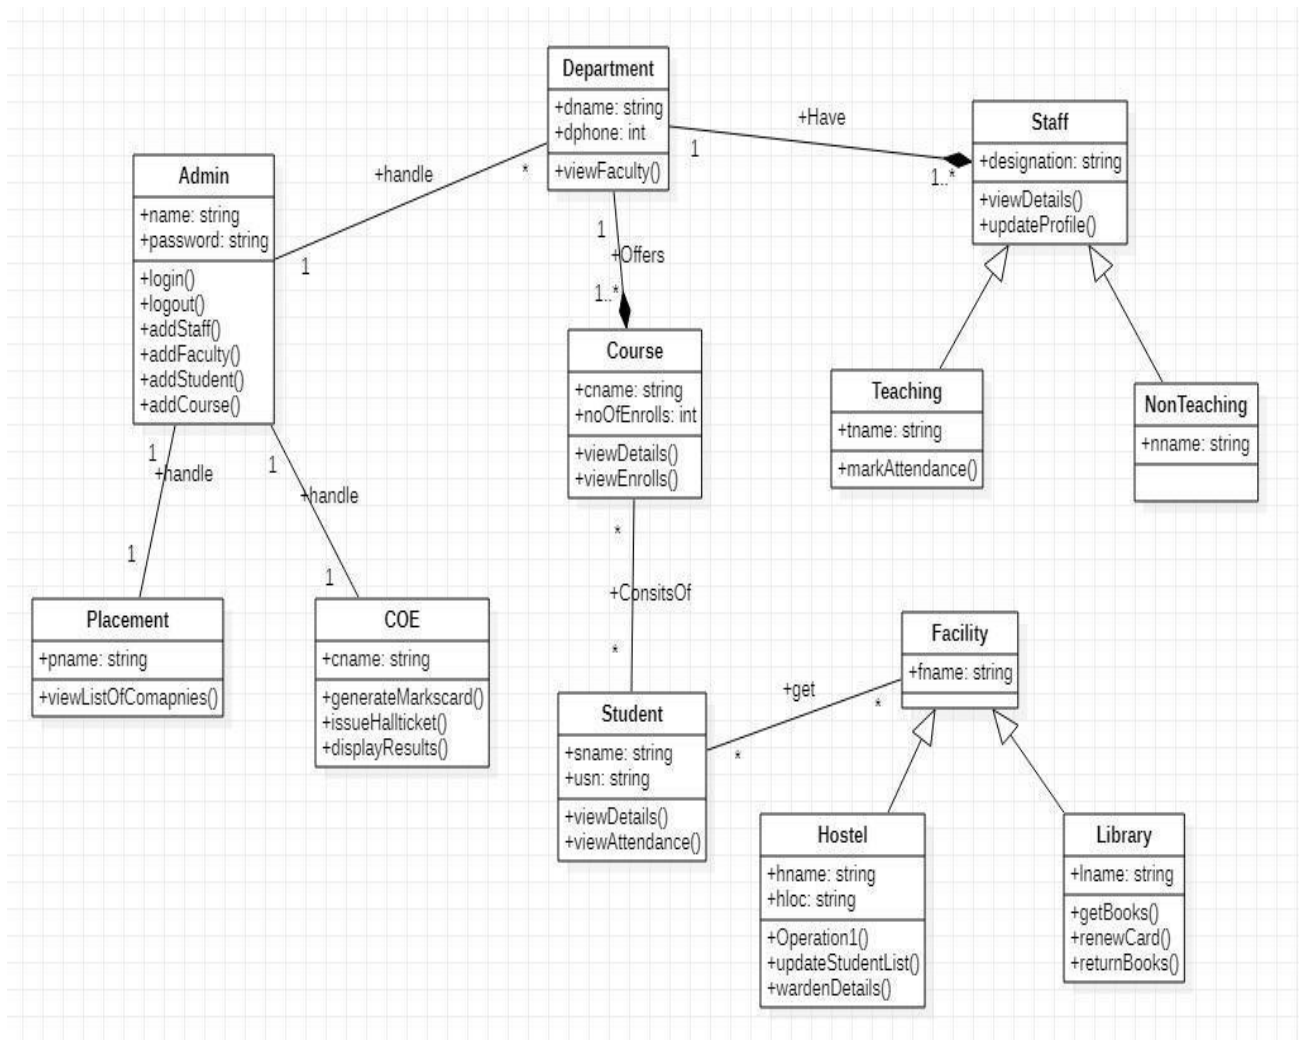 Department
+dname: string
+dphone: int
+viewFaculty()
+Have
1
1..*
Staff
+designation: string
+viewDetails()
+updateProfile()
Admin
+name: string
+password: string
+login()
+logout()
+addStaff()
+addFaculty()
+addStudent()
+addCourse()
+handle
*
1
1
+Offers
1..*
Course
+cname: string
+noOfEnrolls: int
+viewDetails()
+viewEnrolls()
Teaching
+tname: string
+markAttendance()
NonTeaching
+nname: string
1
+handle
1
1
+handle
1
Placement
+pname: string
+viewListOfComapnies()
COE
+cname: string
+generateMarkscard()
+issueHallticket()
+displayResults()
*
+ConsitsOf
*
Student
+sname: string
+usn: string
+viewDetails()
+viewAttendance()
+get
*
*
Facility
+fname: string
Hostel
+hname: string
+hloc: string
+Operation1()
+updateStudentList()
+wardenDetails()
Library
+lname: string
+getBooks()
+renewCard()
+returnBooks()